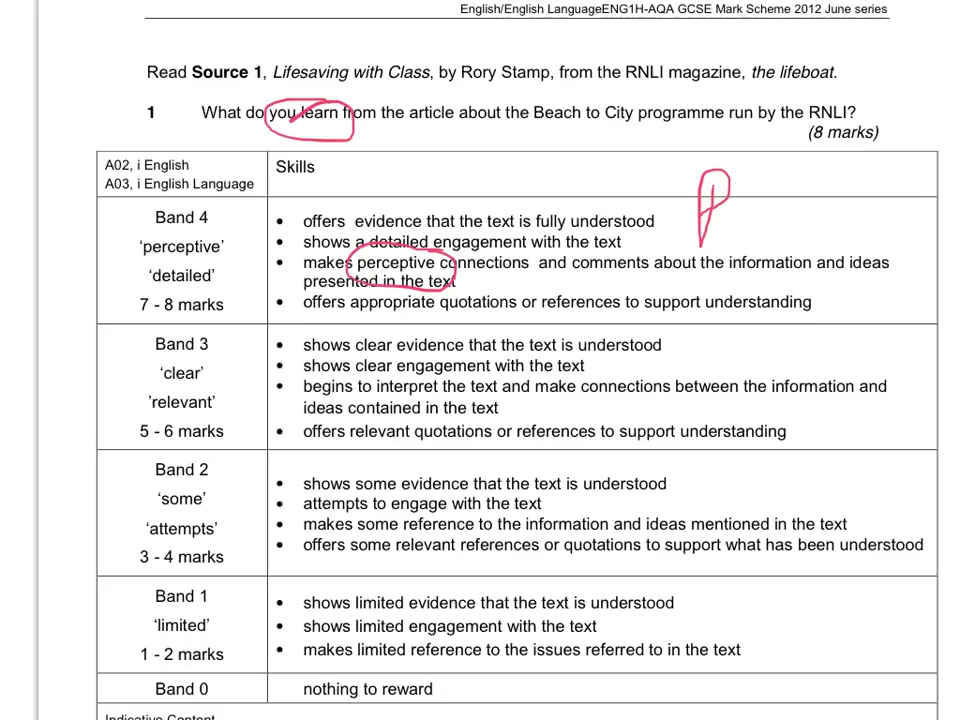 English/English LanguageENG1H-AQA GCSE Mark Scheme 2012 June series
Read Source 1, Lifesaving with Class, by Rory Stamp, from the RNLI magazine, the lifeboat.
1 What do you learn from the article about the Beach to City programme run by the RNLI?
(8 marks)
A02, i English
A03, i English Language
Skills
Band 4
‘perceptive’
‘detailed’
7 - 8 marks
• offers evidence that the text is fully understood
• shows a detailed engagement with the text
• makes perceptive connections and comments about the information and ideas
presented in the text
• offers appropriate quotations or references to support understanding
Band 3
‘clear’
’relevant’
5 - 6 marks
• shows clear evidence that the text is understood
• shows clear engagement with the text
• begins to interpret the text and make connections between the information and
ideas contained in the text
• offers relevant quotations or references to support understanding
Band 2
‘some’
‘attempts’
3 - 4 marks
• shows some evidence that the text is understood
• attempts to engage with the text
• makes some reference to the information and ideas mentioned in the text
• offers some relevant references or quotations to support what has been understood
Band 1
‘limited’
1 - 2 marks
• shows limited evidence that the text is understood
• shows limited engagement with the text
• makes limited reference to the issues referred to in the text
Band 0
nothing to reward
Indicative Content